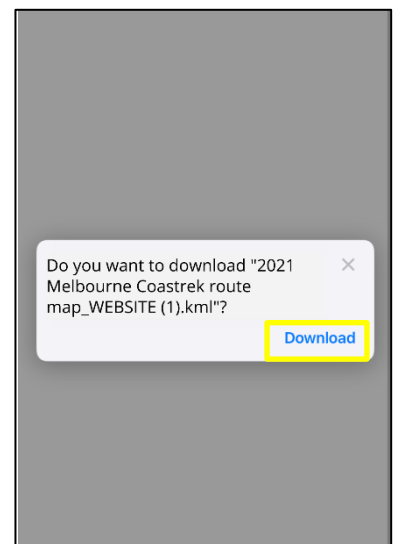 Do you want to download "2021
Melbourne Coastrek route
map_WEBSITE (1).kml"?
Download